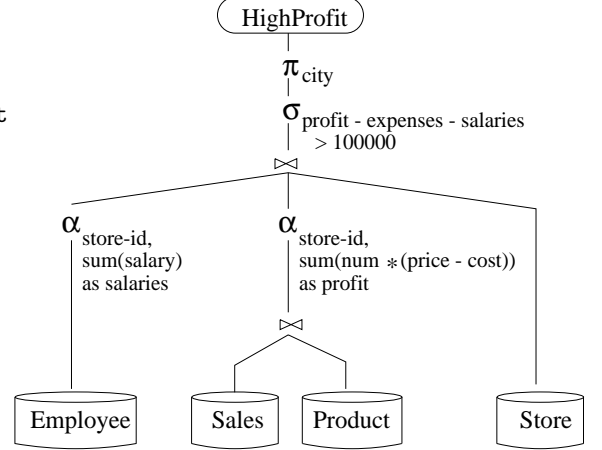 HighProfit
π city
t
σ profit - expenses - salaries
> 100000
⋈
α store-id,
sum(salary)
as salaries
α store-id,
sum(num *(price - cost))
as profit
⋈
Employee
Sales
Product
Store